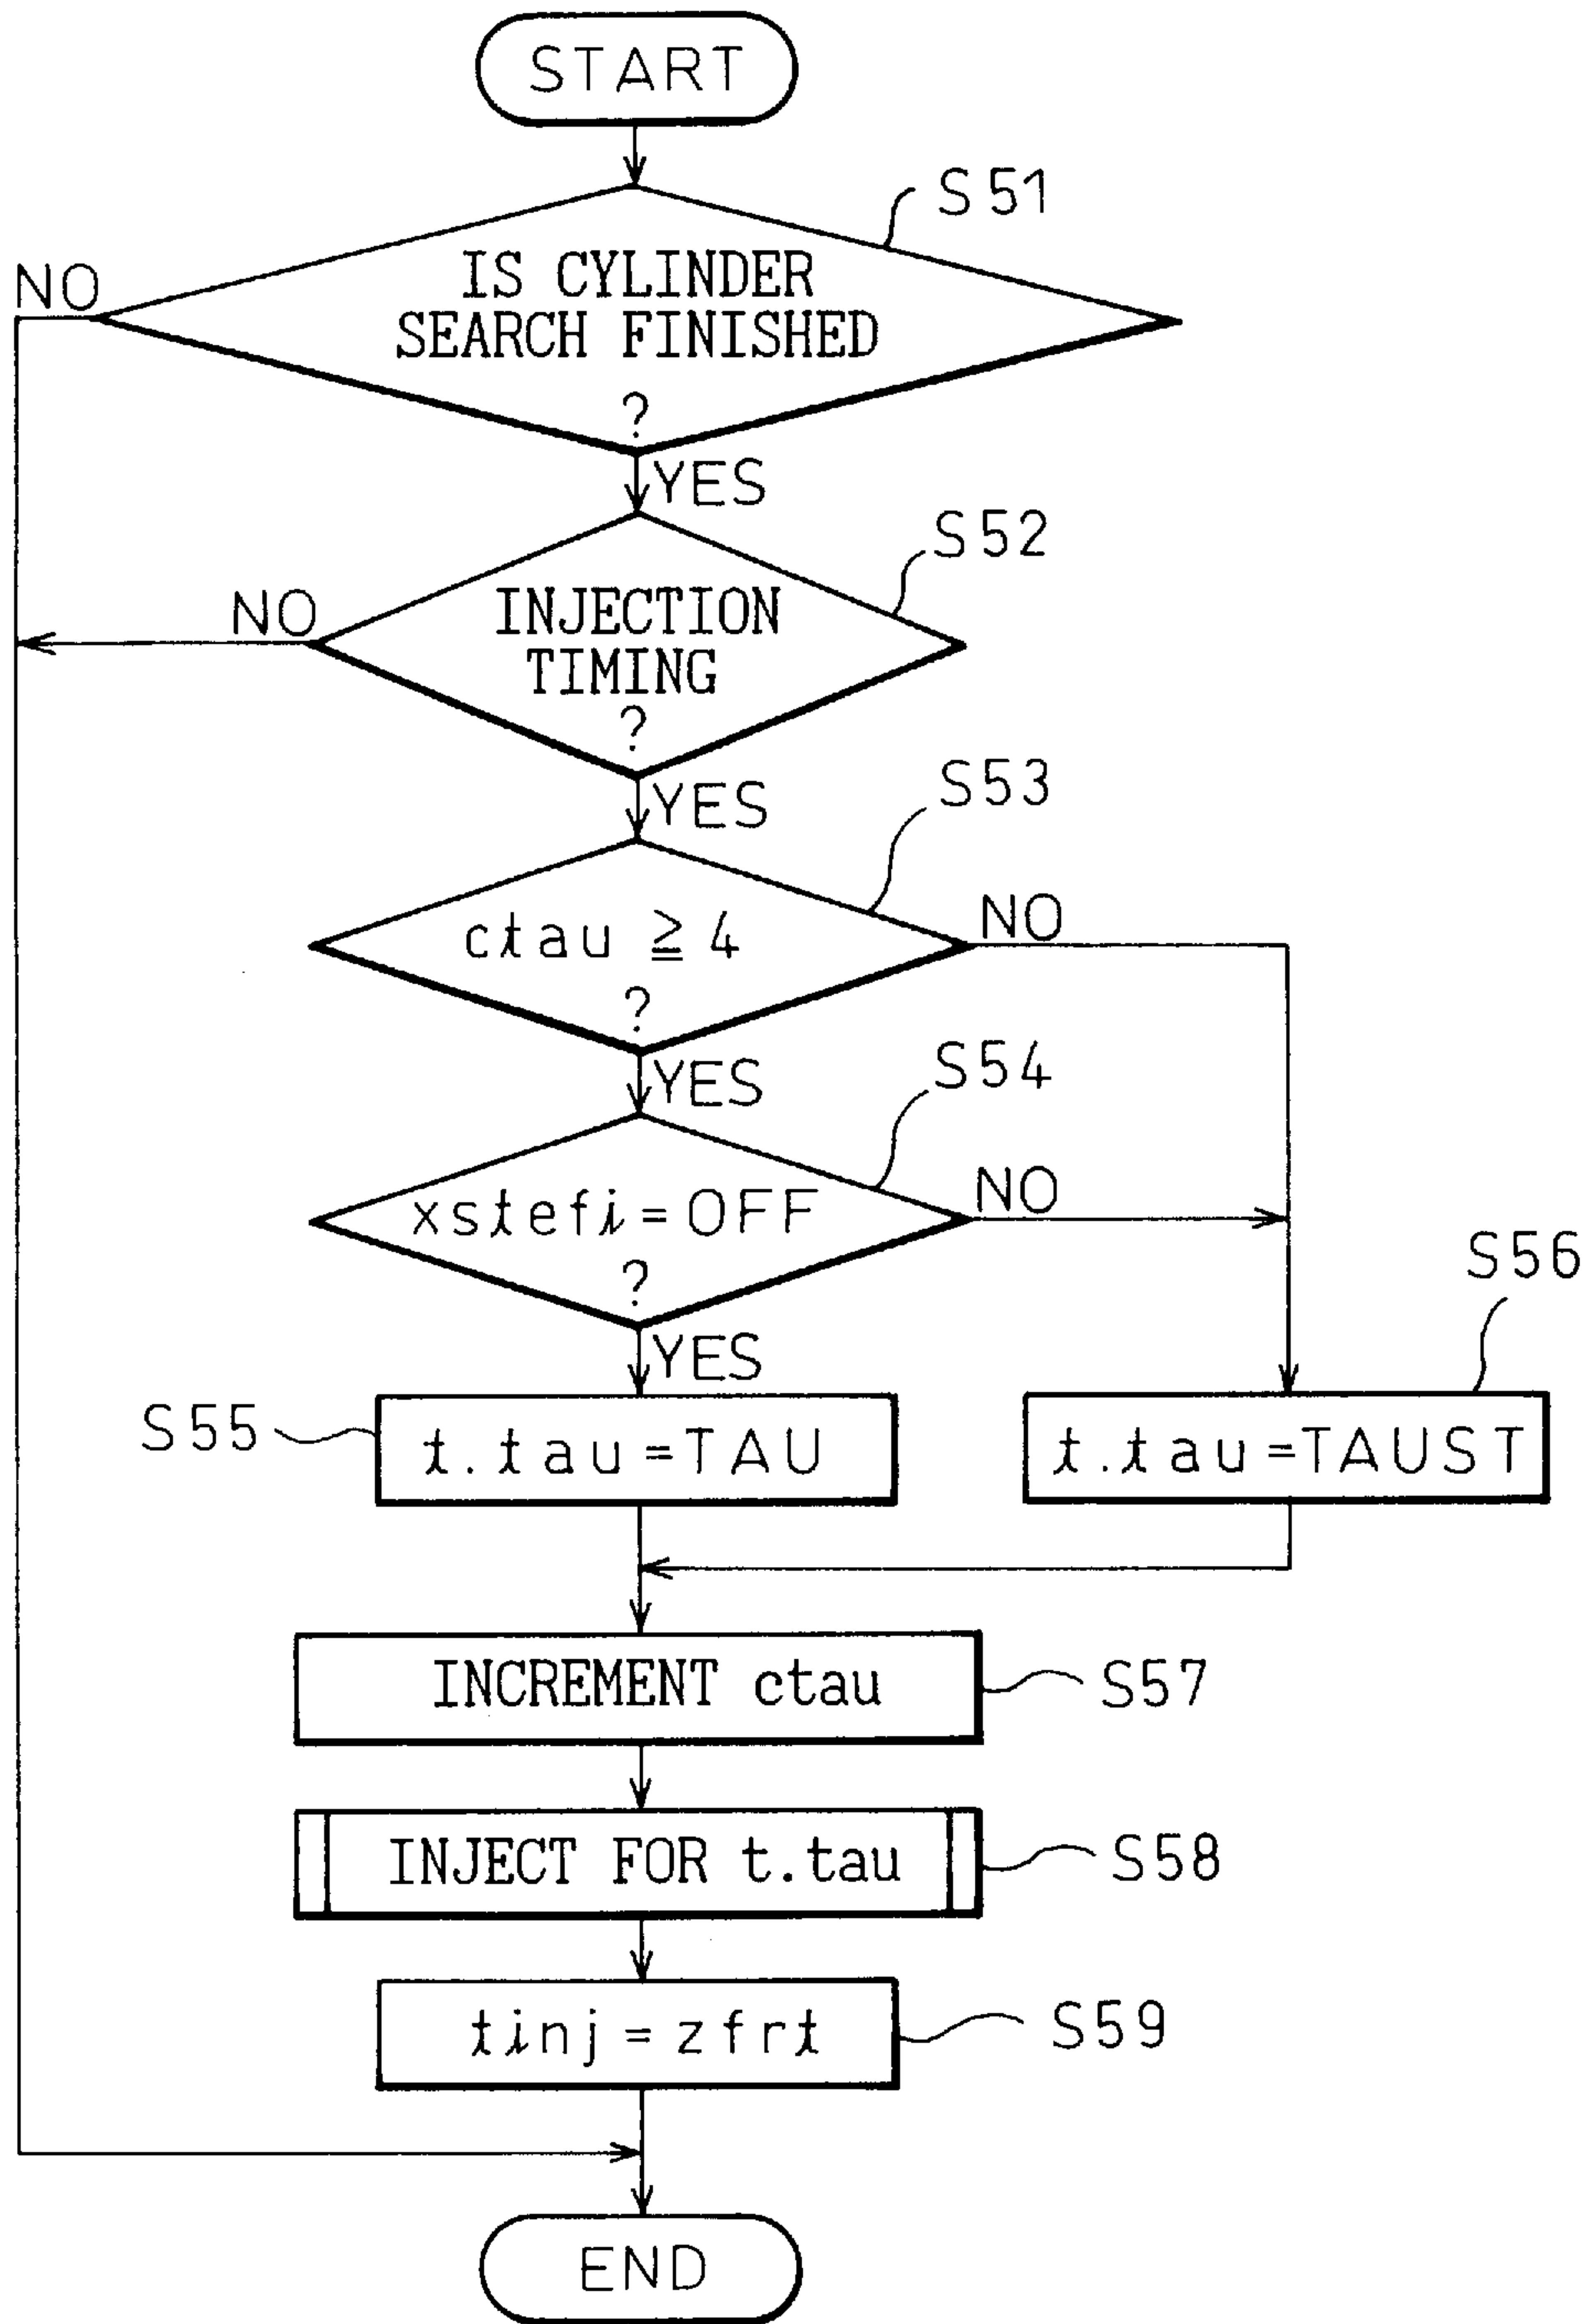 START
S51
IS CYLINDER
SEARCH FINISHED
?
NO
YES
S52
INJECTION
TIMING
?
NO
YES
S53
ctau ≧ 4
?
NO
YES
S54
xstefi=OFF
?
NO
YES
S55
t.tau=TAU
S56
t.tau=TAUST
INCREMENT ctau
S57
INJECT FOR t.tau
S58
tinj=zfrt
S59
END